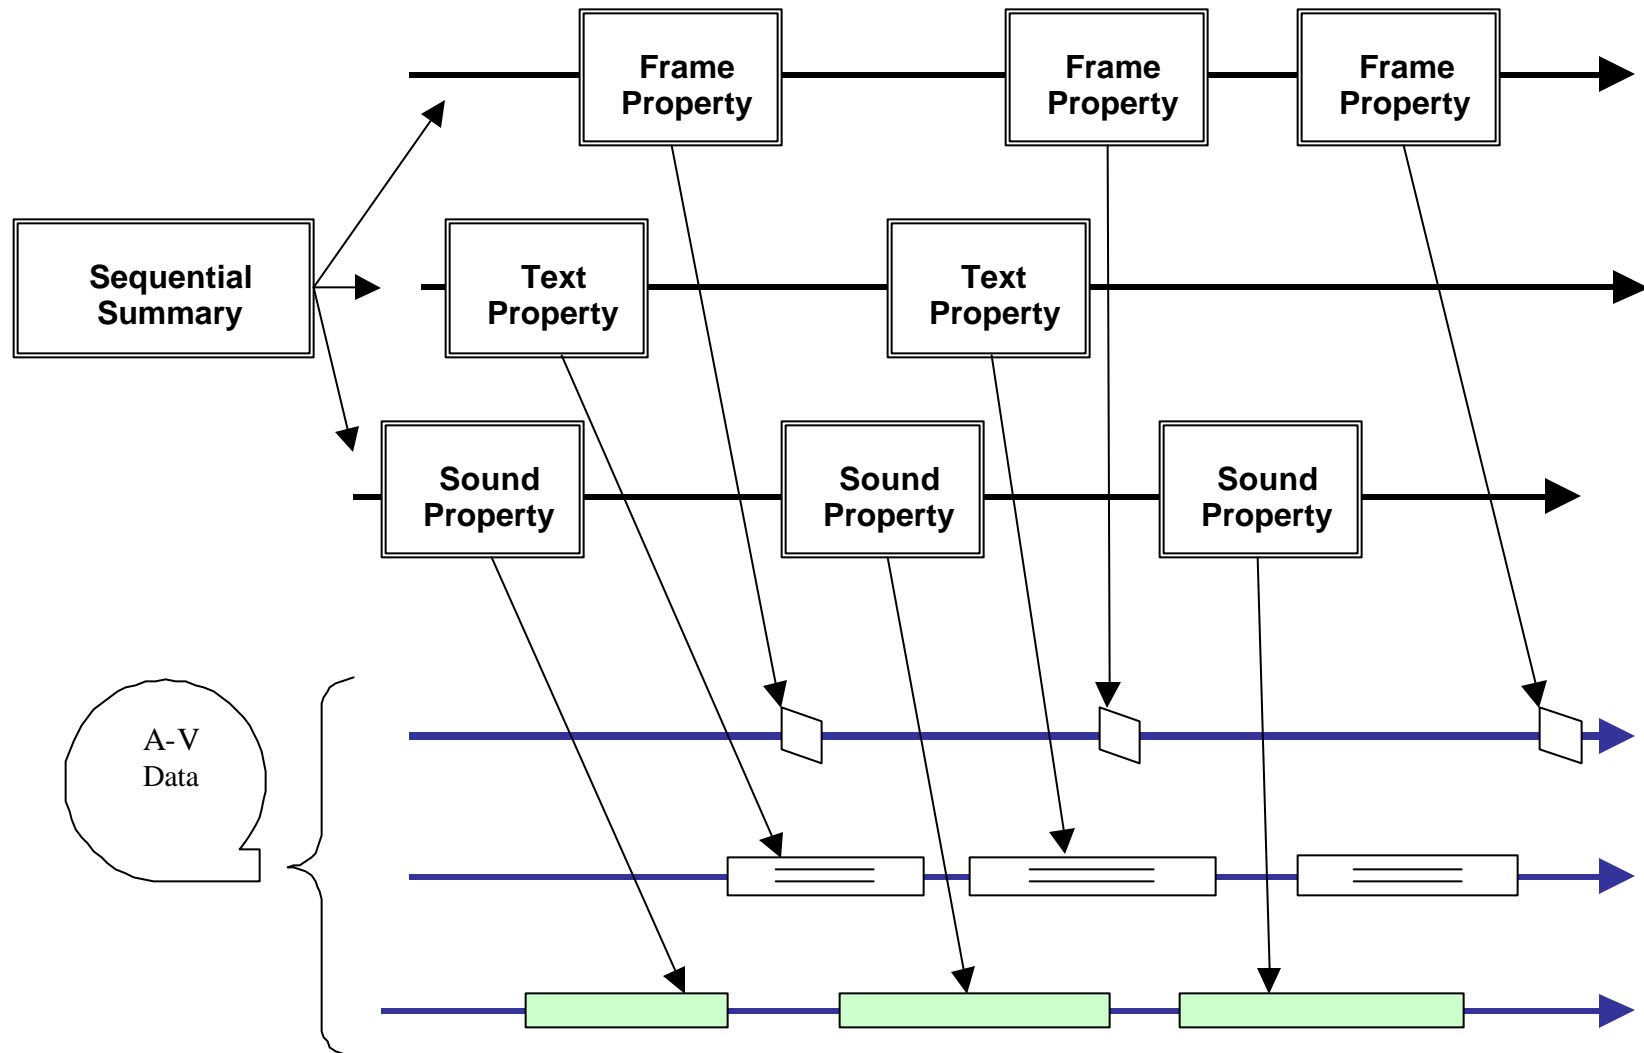 Frame
Property
Frame
Property
Frame
Property
Sequential
Summary
Text
Property
Text
Property
Sound
Property
Sound
Property
Sound
Property
A-V
Data